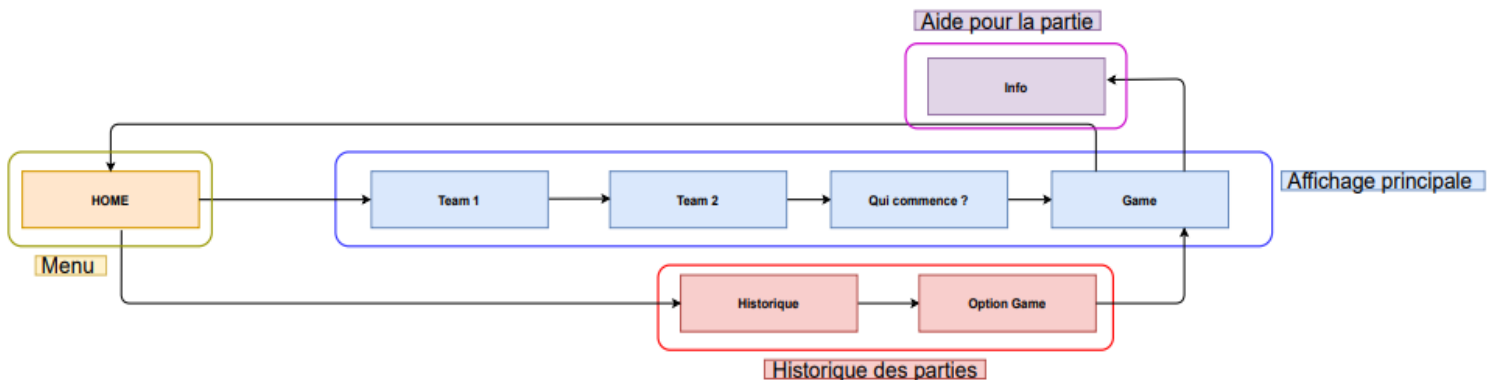 Aide pour la partie
Info
HOME
Team 1
Team 2
Qui commence ?
Game
Affichage principale
Menu
Historique
Option Game
Historique des parties